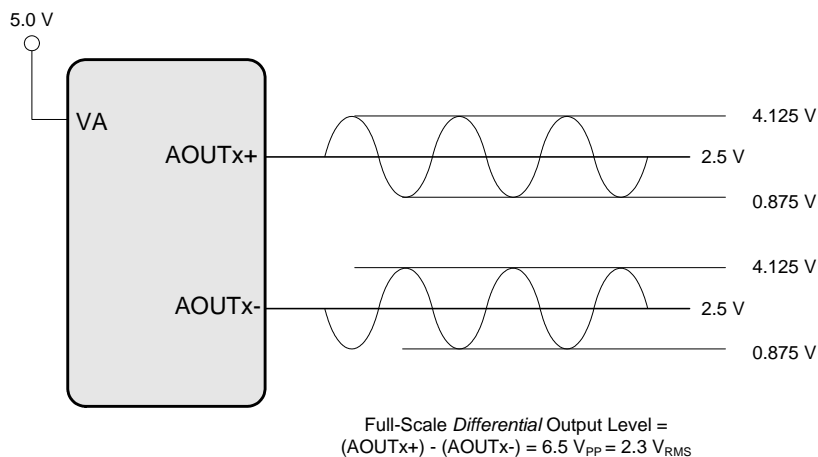 5.0 V
VA
AOUTx+
4.125 V
2.5 V
0.875 V
AOUTx-
4.125 V
2.5 V
0.875 V
Full-Scale Differential Output Level =
(AOUTx+) - (AOUTx-) = 6.5 VPP = 2.3 VRMS